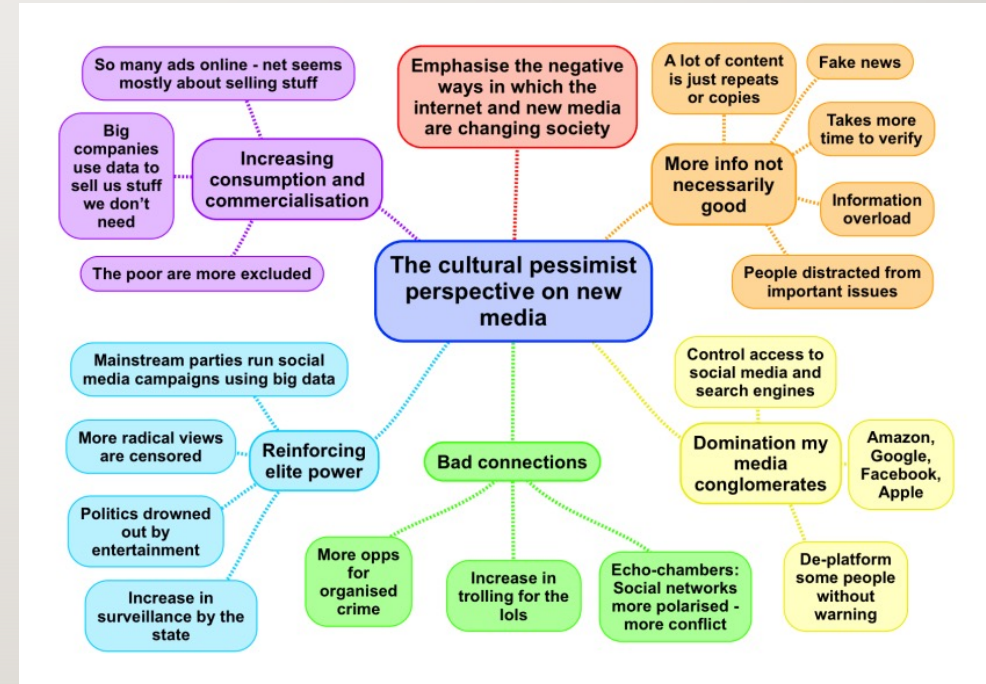 So many ads online - net seems
mostly about selling stuff
Big
companies
use data to
sell us stuff
we don't
need
Increasing
consumption and
commercialisation
The poor are more excluded
Emphasise the negative
ways in which the
internet and new media
are changing society
A lot of content
is just repeats
or copies
Fake news
Takes more
time to verify
More info not
necessarily
good
Information
overload
People distracted from
important issues
The cultural pessimist
perspective on new
media
Mainstream parties run social
media campaigns using big data
More radical views
are censored
Reinforcing
elite power
Politics drowned
out by
entertainment
Increase in
surveillance by the
state
Bad connections
More opps
for
organised
crime
Increase in
trolling for the
lols
Echo-chambers:
Social networks
more polarised -
more conflict
Control access to
social media and
search engines
Domination my
media
conglomerates
Amazon,
Google,
Facebook,
Apple
De-platform
some people
without
warning